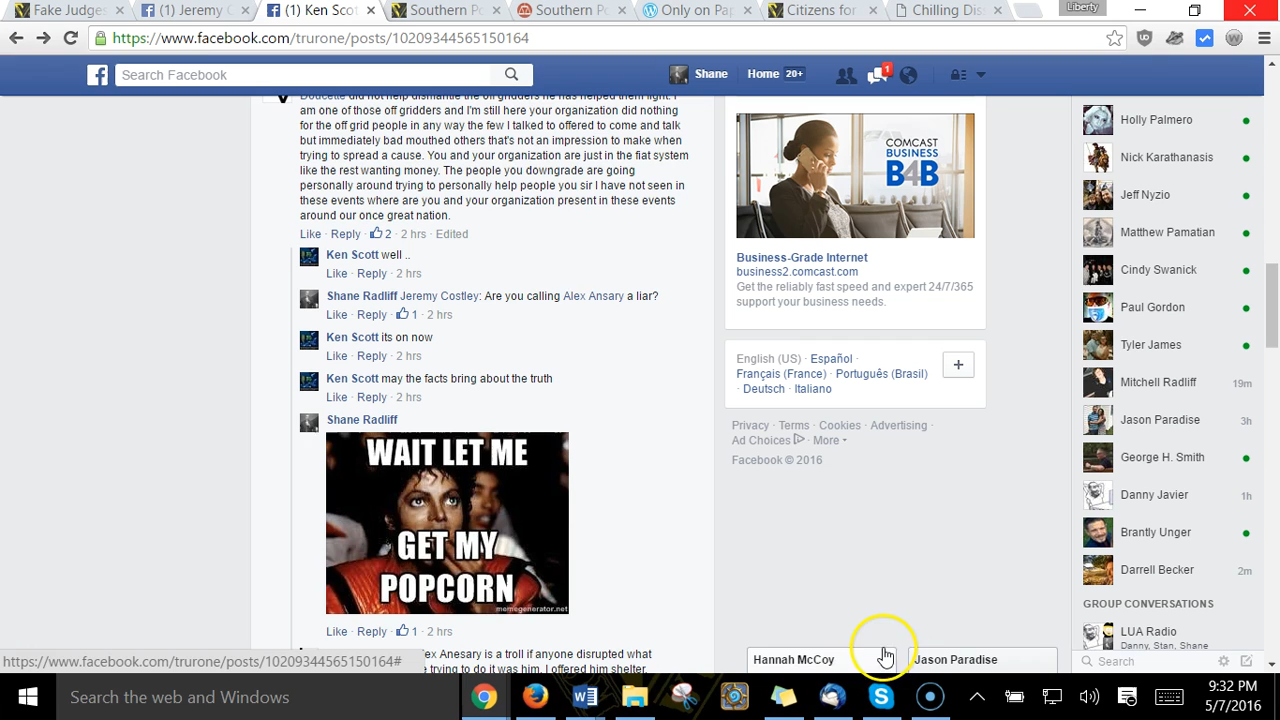 Fake Judges
(1) Jeremy C
(1) Ken Scot
Southern Po
Southern Po
Only on Pap
Citizens for
Chilling Dis
Liberty
https://www.facebook.com/trurone/posts/10209344565150164
Search Facebook
Shane
Home 20+
1
Doucette did not help dismantle the off gridders he has helped them fight. I
am one of those off gridders and I'm still here your organization did nothing
for the off grid people in any way the few I talked to offered to come and talk
but immediately bad mouthed others that's not an impression to make when
trying to spread a cause. You and your organization are just in the fiat system
like the rest wanting money. The people you downgrade are going
personally around trying to personally help people you sir I have not seen in
these events where are you and your organization present in these events
around our once great nation.
Like · Reply · 2 · 2 hrs · Edited
Ken Scott well ..
Like · Reply · 2 hrs
Shane Radliff Jeremy Costley: Are you calling Alex Ansary a liar?
Like · Reply · 1 · 2 hrs
Ken Scott its on now
Like · Reply · 2 hrs
Ken Scott may the facts bring about the truth
Like · Reply · 2 hrs
Shane Radliff
WAIT LET ME
GET MY
POPCORN
memegenerator.net
Like · Reply · 1 · 2 hrs
lex Ansery is a troll if anyone disrupted what
trying to do it was him. I offered him shelter.
https://www.facebook.com/trurone/posts/10209344565150164#
COMCAST
BUSINESS
B4B
Business-Grade Internet
business2.comcast.com
Get the reliably fast speed and expert 24/7/365
support your business needs.
English (US) · Español ·
Français (France) · Português (Brasil)
· Deutsch · Italiano
Privacy · Terms · Cookies · Advertising ·
Ad Choices · More
Facebook © 2016
Hannah McCoy
Jason Paradise
Holly Palmero
Nick Karathanasis
Jeff Nyzio
Matthew Pamatian
Cindy Swanick
Paul Gordon
Tyler James
Mitchell Radliff 19m
Jason Paradise 3h
George H. Smith
Danny Javier 1h
Brantly Unger
Darrell Becker 2m
GROUP CONVERSATIONS
LUA Radio
Danny, Stan, Shane
Search
Search the web and Windows
9:32 PM
5/7/2016